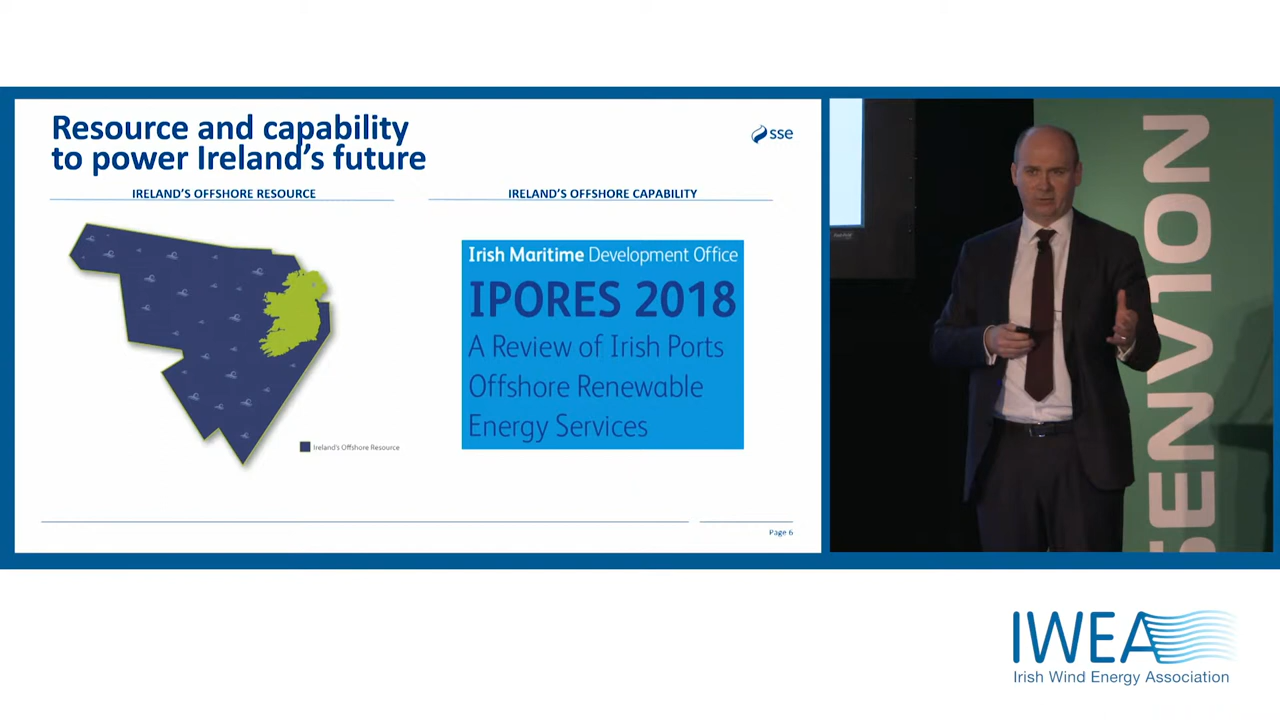 Resource and capability
to power Ireland's future
sse
IRELAND'S OFFSHORE RESOURCE
IRELAND'S OFFSHORE CAPABILITY
Irish Maritime Development Office
IPORES 2018
A Review of Irish Ports
Offshore Renewable
Energy Services
Ireland's Offshore Resource
Page 6
SENVION
IWEA
Irish Wind Energy Association